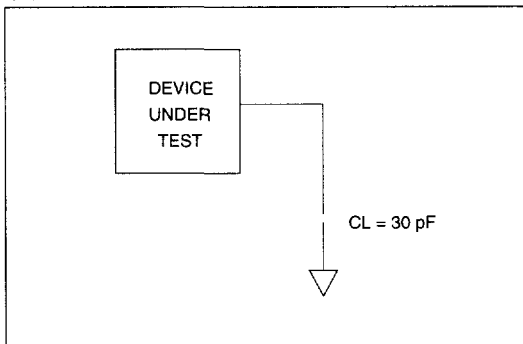 DEVICE
UNDER
TEST
CL = 30 pF